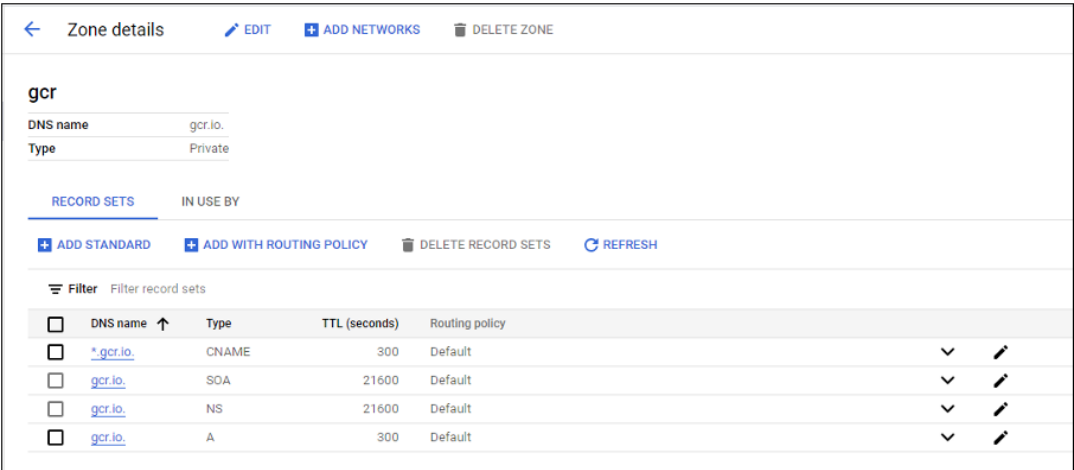 Zone details EDIT ADD NETWORKS DELETE ZONE
gcr
DNS name gcr.io.
Type Private
RECORD SETS IN USE BY
ADD STANDARD ADD WITH ROUTING POLICY DELETE RECORD SETS REFRESH
Filter Filter record sets
DNS name Type TTL (seconds) Routing policy
*.gcr.io. CNAME 300 Default
gcr.io. SOA 21600 Default
gcr.io. NS 21600 Default
gcr.io. A 300 Default